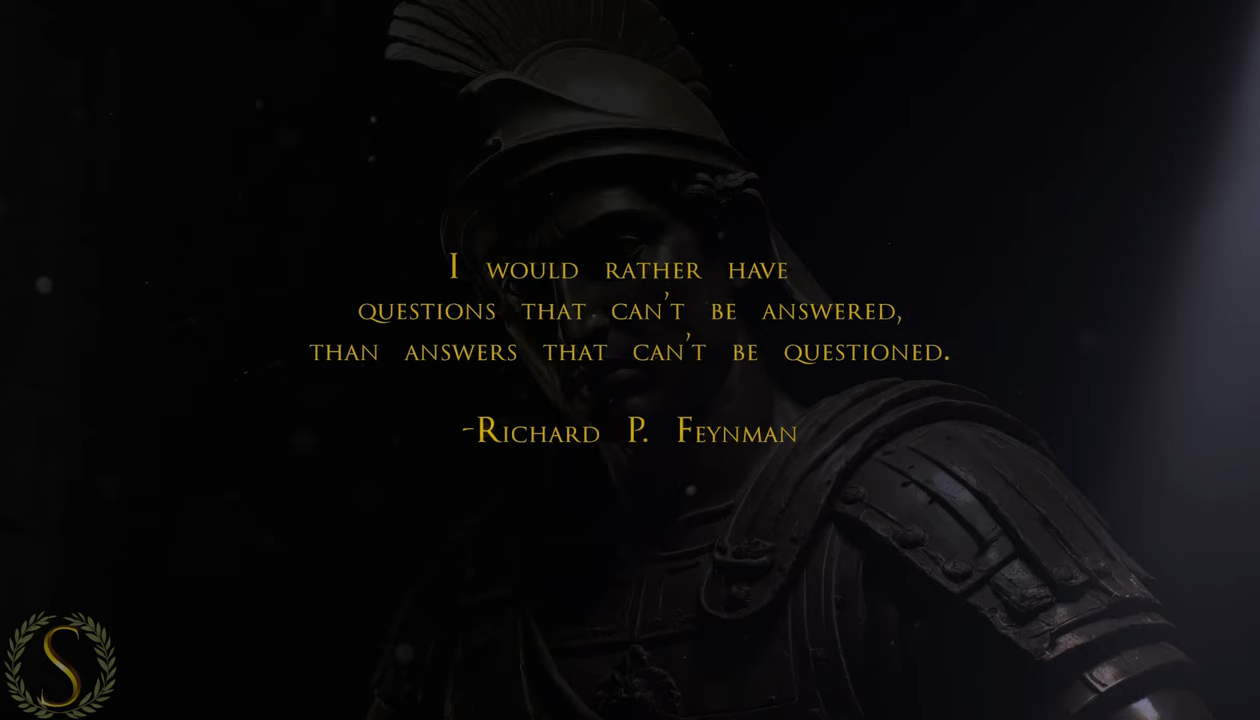 I WOULD RATHER HAVE
QUESTIONS THAT CAN'T BE ANSWERED,
THAN ANSWERS THAT CAN'T BE QUESTIONED.
-RICHARD P. FEYNMAN
S